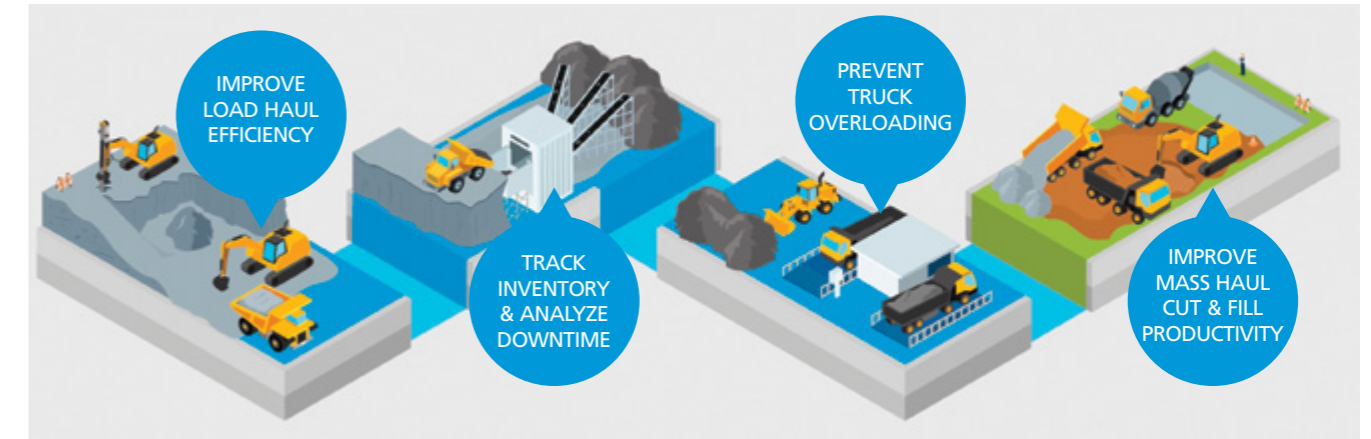 IMPROVE
LOAD HAUL
EFFICIENCY
TRACK
INVENTORY
& ANALYZE
DOWNTIME
PREVENT
TRUCK
OVERLOADING
IMPROVE
MASS HAUL
CUT & FILL
PRODUCTIVITY